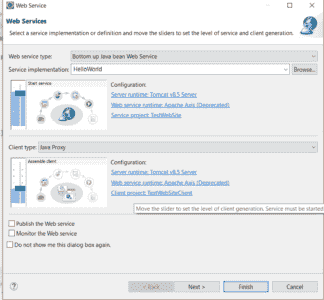 Web Service
Web Services
Select a service implementation or definition and move the sliders to set the level of service and client generation.
Web service type: Bottom up Java bean Web Service
Service implementation: HelloWorld Browse...
Start service
Configuration:
Server runtime: Tomcat v8.5 Server
Web service runtime: Apache Axis (Deprecated)
Service project: TestWebSite
Client type: Java Proxy
Assemble client
Configuration:
Server runtime: Tomcat v8.5 Server
Web service runtime: Apache Axis (Deprecated)
Client project: TestWebSiteClient
Move the slider to set the level of client generation. Service must be started
Publish the Web service
Monitor the Web service
Do not show me this dialog box again.
< Back Next > Finish Cancel